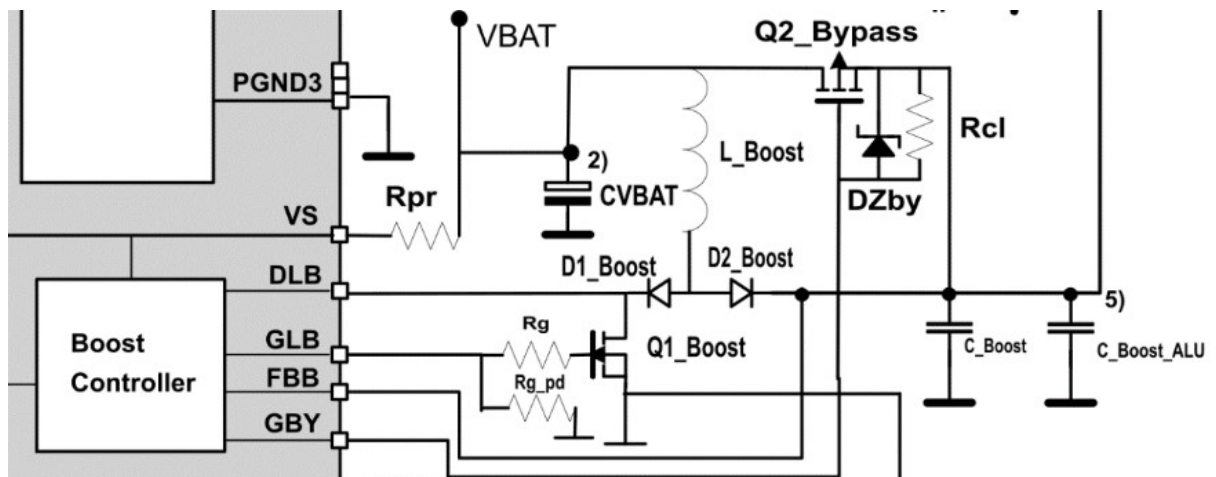 VBAT
Q2_Bypass
PGND3
Rcl
L_Boost
2)
CVBAT
DZby
Rpr
VS
D1_Boost
D2_Boost
DLB
5)
Rg
Q1_Boost
C_Boost
C_Boost_ALU
GLB
Boost
Controller
Rg_pd
FBB
GBY